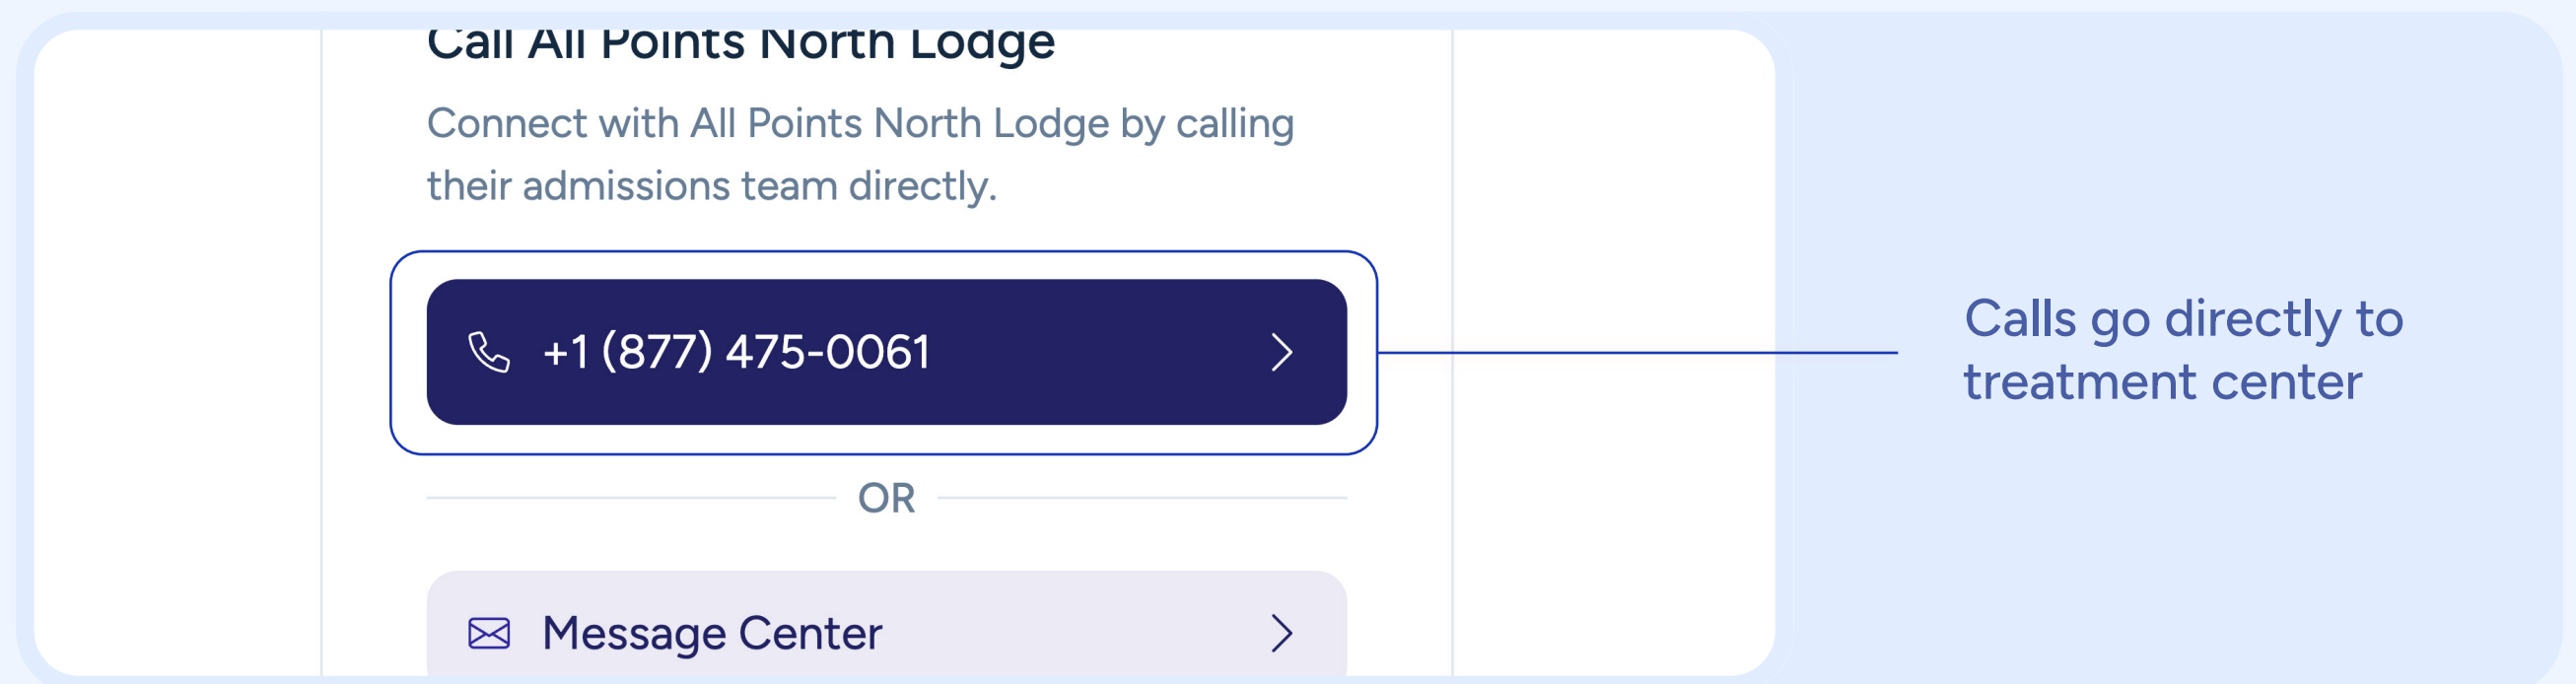 Call All Points North Lodge
Connect with All Points North Lodge by calling
their admissions team directly.
+1 (877) 475-0061
Calls go directly to
treatment center
OR
Message Center